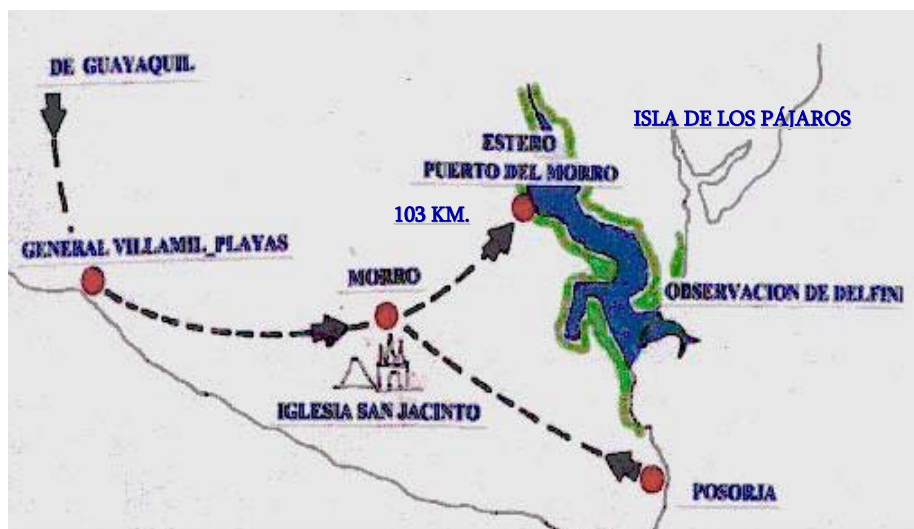 DE GUAYAQUIL
ISLA DE LOS PÁJAROS
ESTERO
PUERTO DEL MORRO
103 KM.
GENERAL VILLAMIL_PLAYAS
MORRO
OBSERVACION DE DELFIN
IGLESIA SAN JACINTO
POSORJA